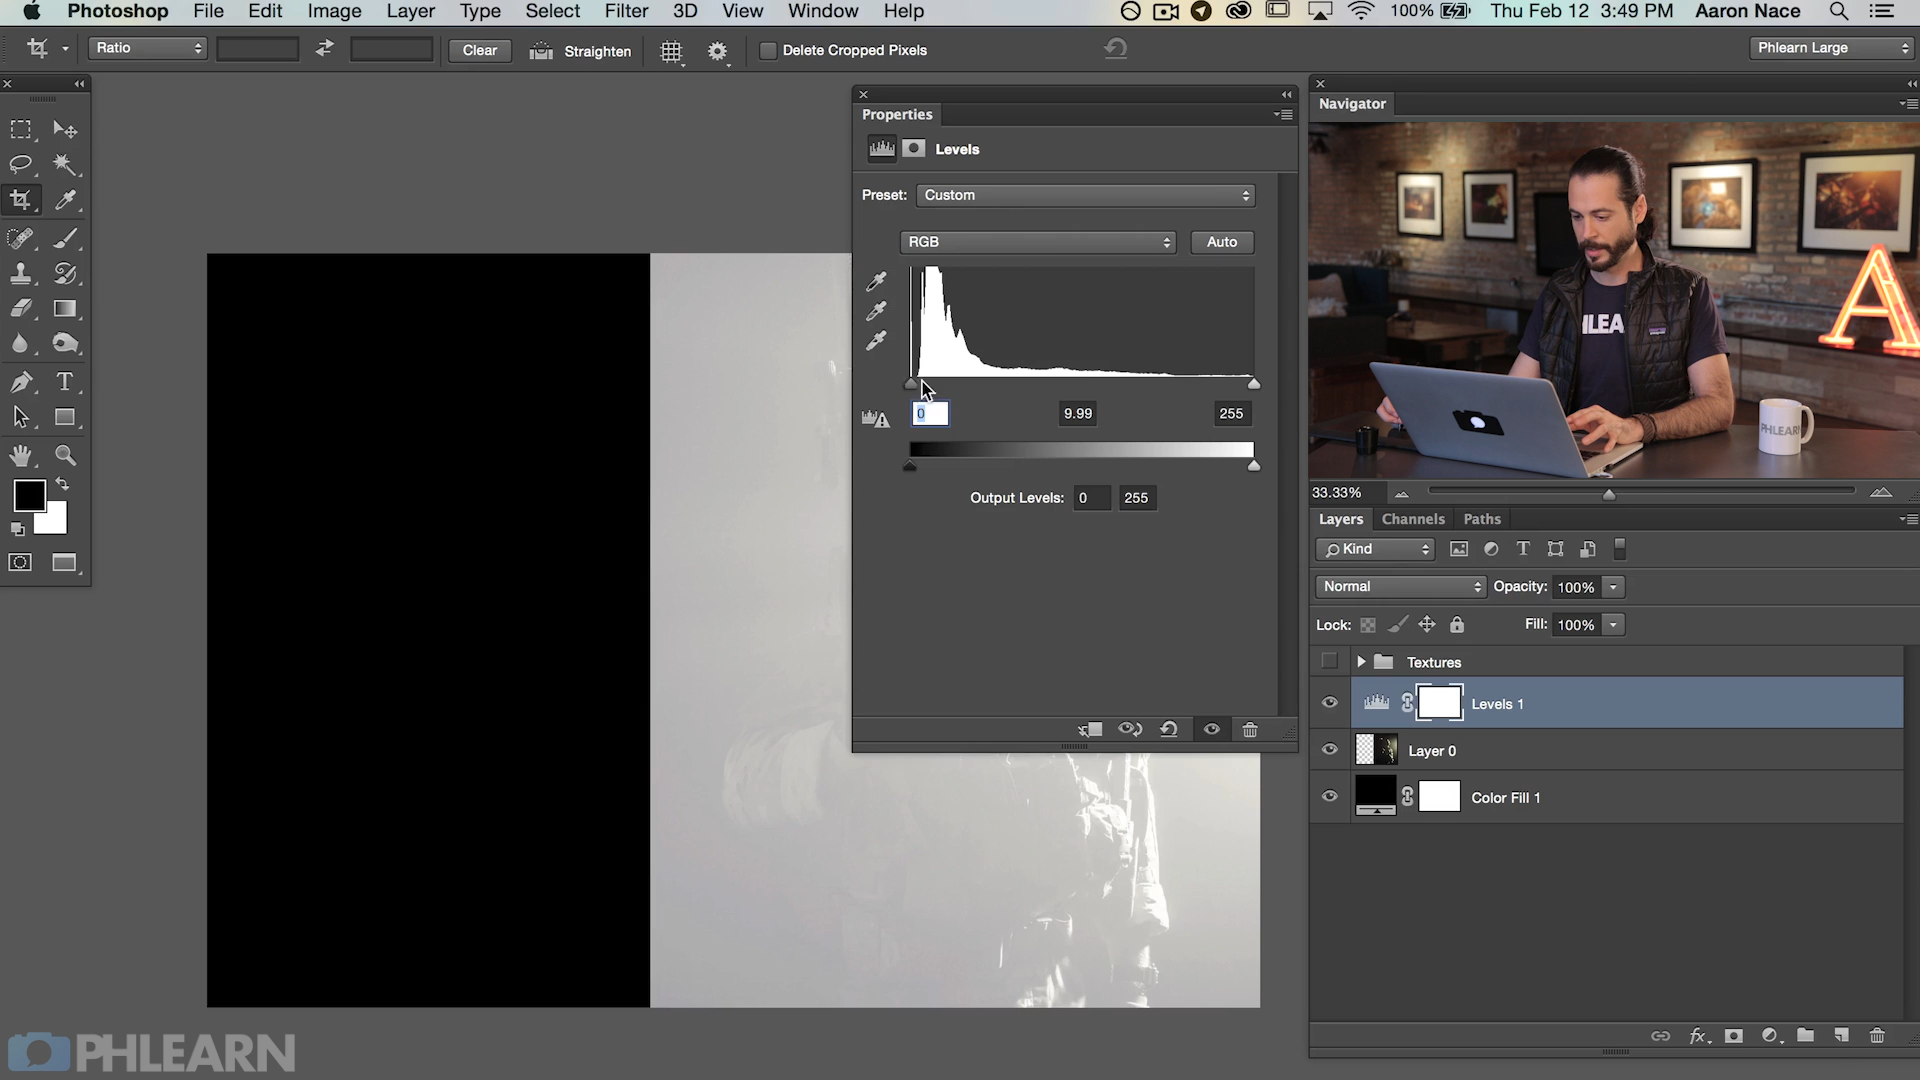 Photoshop File Edit Image Layer Type Select Filter 3D View Window Help 100% Thu Feb 12 3:49 PM Aaron Nace
Ratio Clear Straighten Delete Cropped Pixels Phlearn Large
Properties
Levels
Preset: Custom
RGB Auto
0 9.99 255
Output Levels: 0 255
Navigator
PHLEA
PHLEARN
A
33.33%
Layers Channels Paths
Kind
Normal Opacity: 100%
Lock: Fill: 100%
Textures
Levels 1
Layer 0
Color Fill 1
PHLEARN